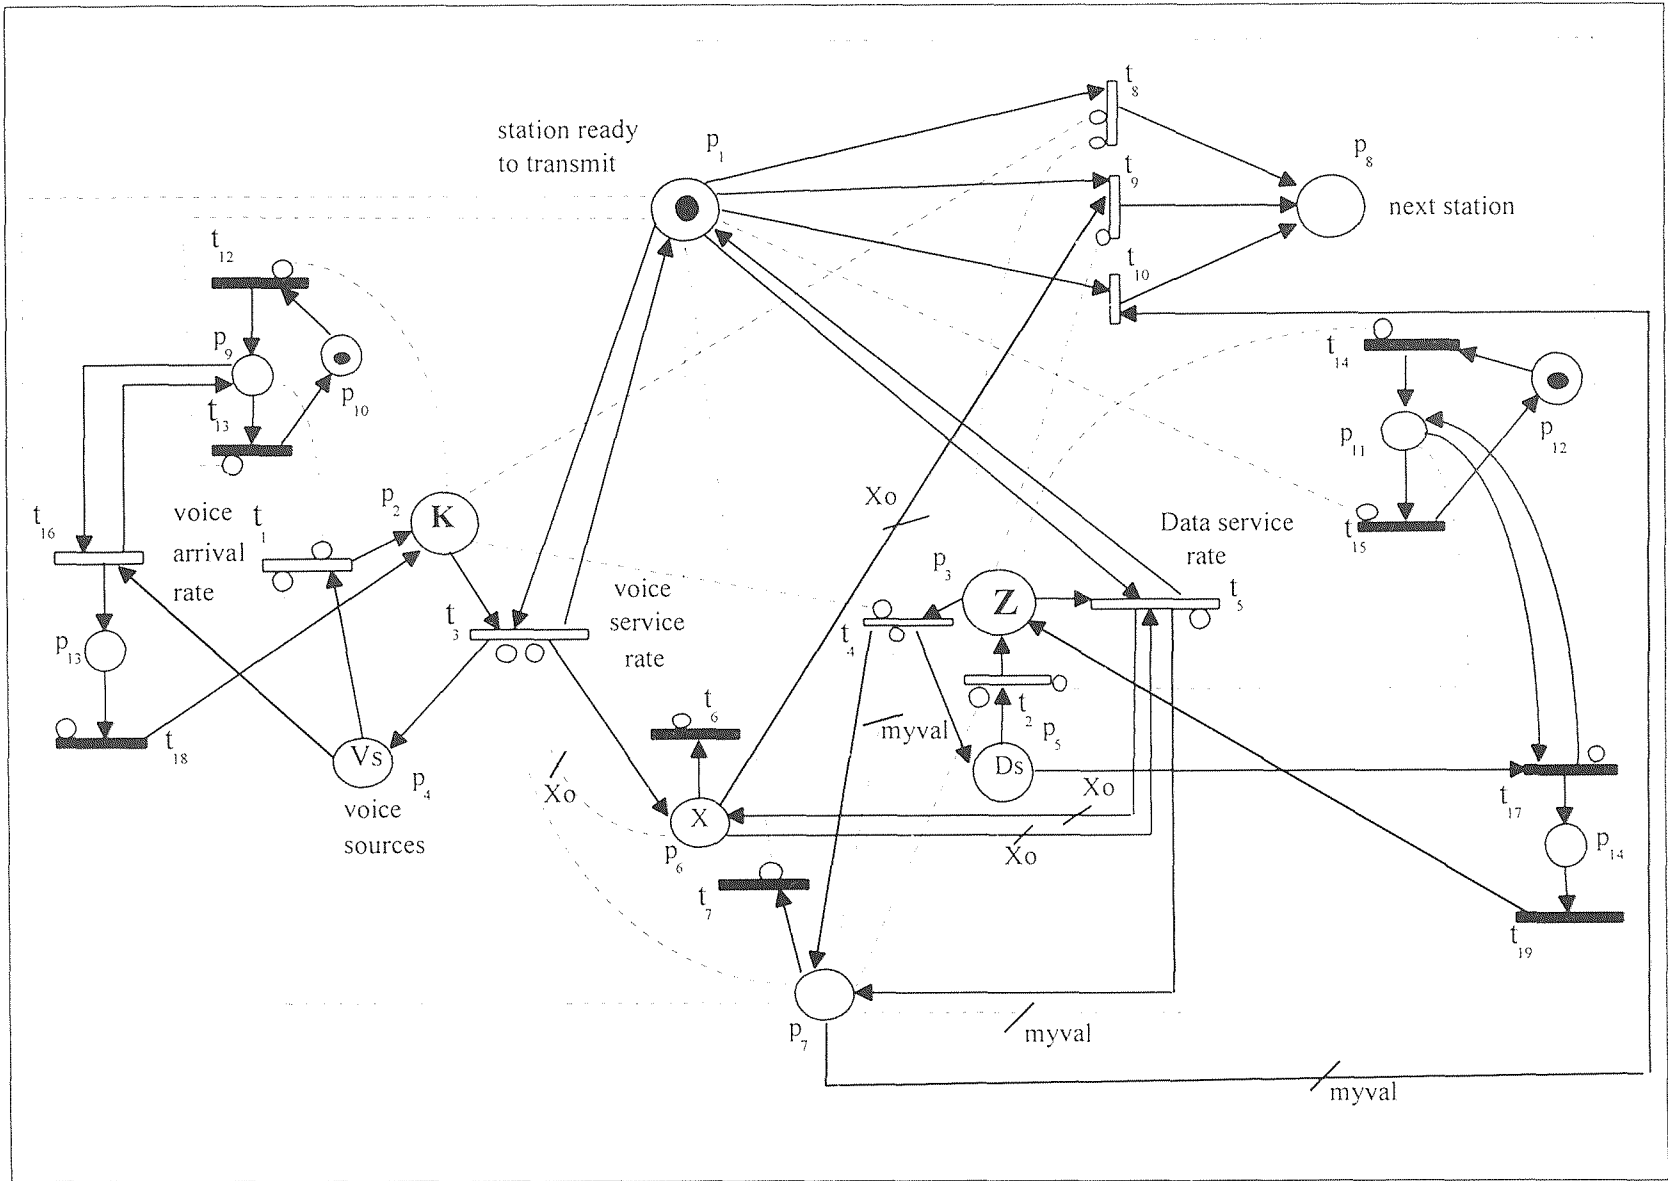 t8
station ready
to transmit
p1
t9
p8
next station
t10
t12
p9
t13
p10
t14
p11
p12
t15
t16
voice
arrival
rate
t1
p2
K
Xo
Data service
rate
p3
Z
t5
voice
service
rate
t3
t4
p13
t18
Vs
p4
voice
sources
t6
myval
t2
p5
Ds
Xo
Xo
X
p6
Xo
t7
t17
p14
t19
p7
myval
myval